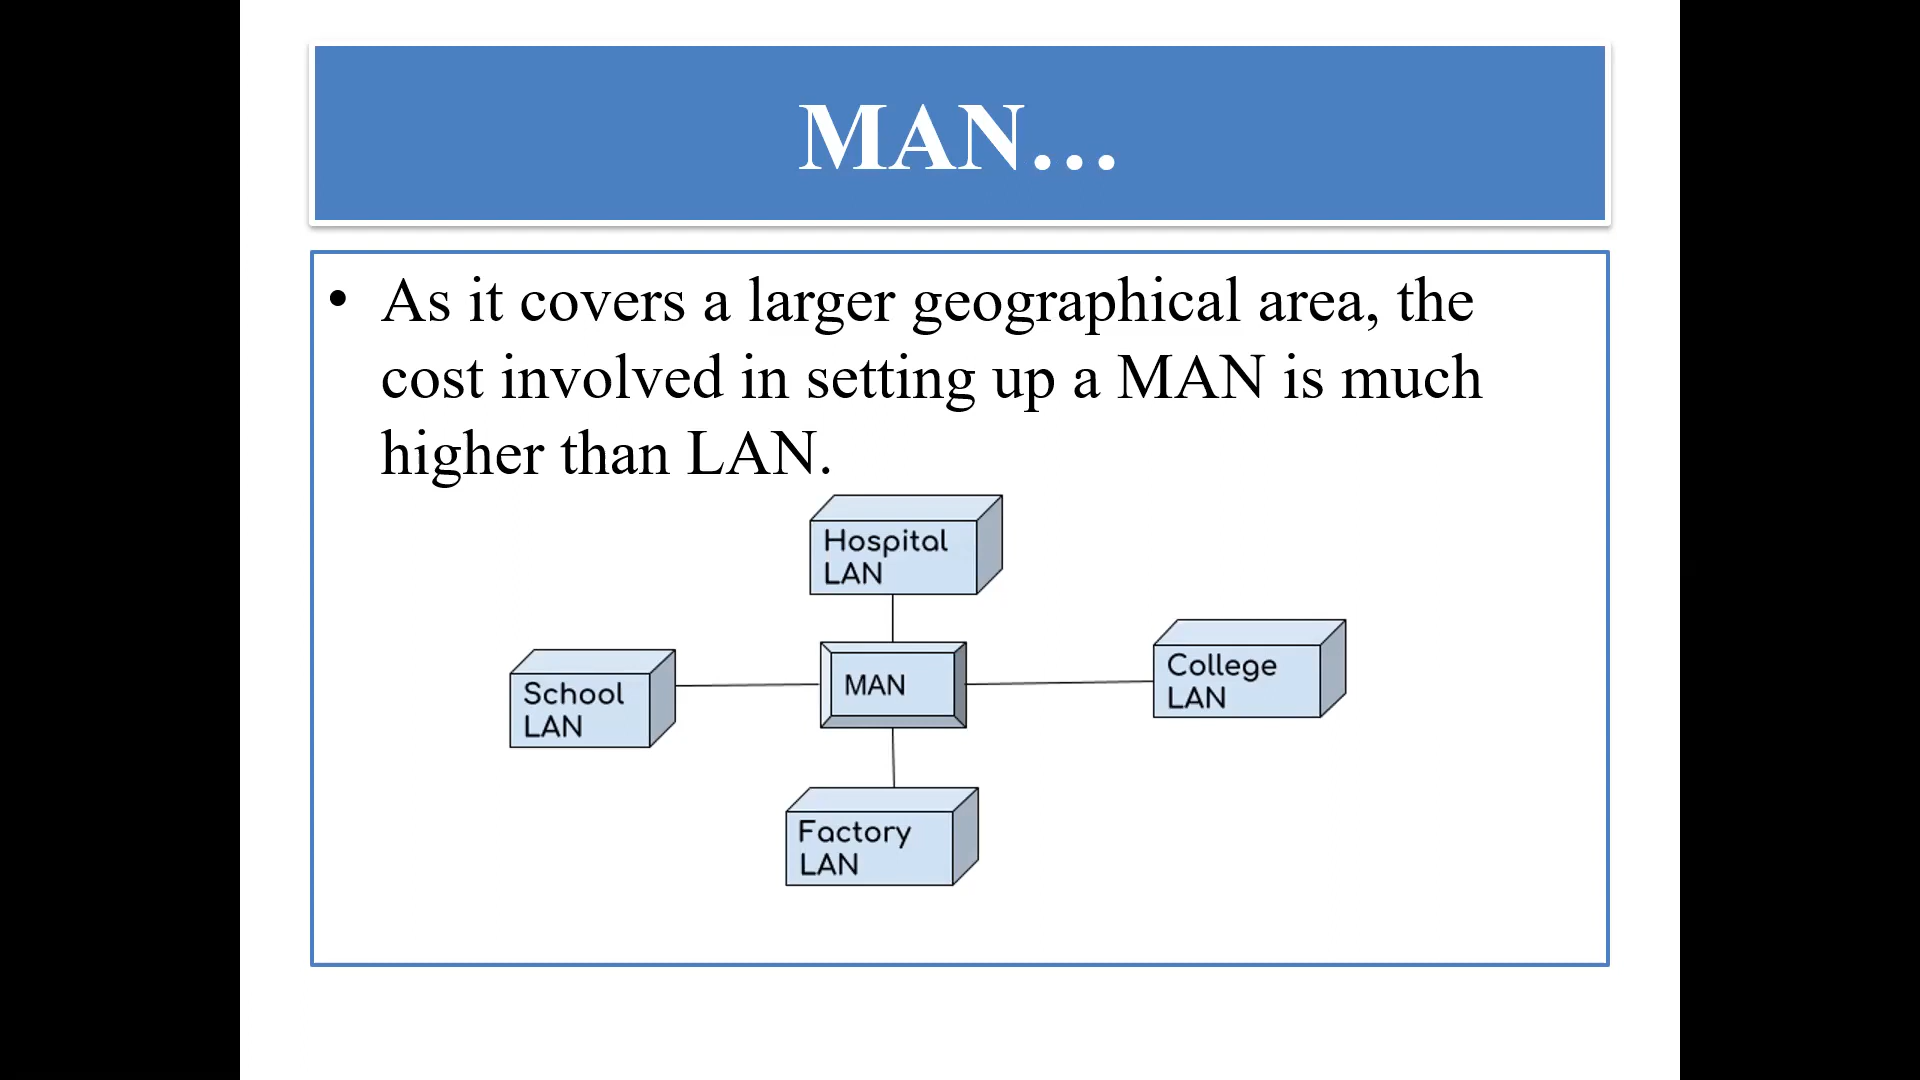 MAN...
• As it covers a larger geographical area, the
cost involved in setting up a MAN is much
higher than LAN.
Hospital
LAN
School
LAN
MAN
College
LAN
Factory
LAN